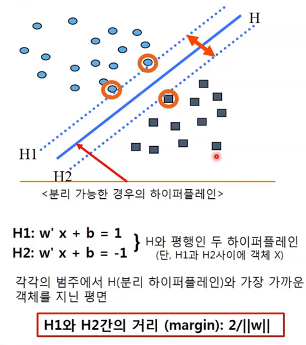 H
H1
H2
<분리 가능한 경우의 하이퍼플레인>
H1: w' x + b = 1
H2: w' x + b = -1
} H와 평행인 두 하이퍼플레인
(단, H1과 H2사이에 객체 X)
각각의 범주에서 H(분리 하이퍼플레인)와 가장 가까운
객체를 지닌 평면
H1와 H2간의 거리 (margin): 2/||w||